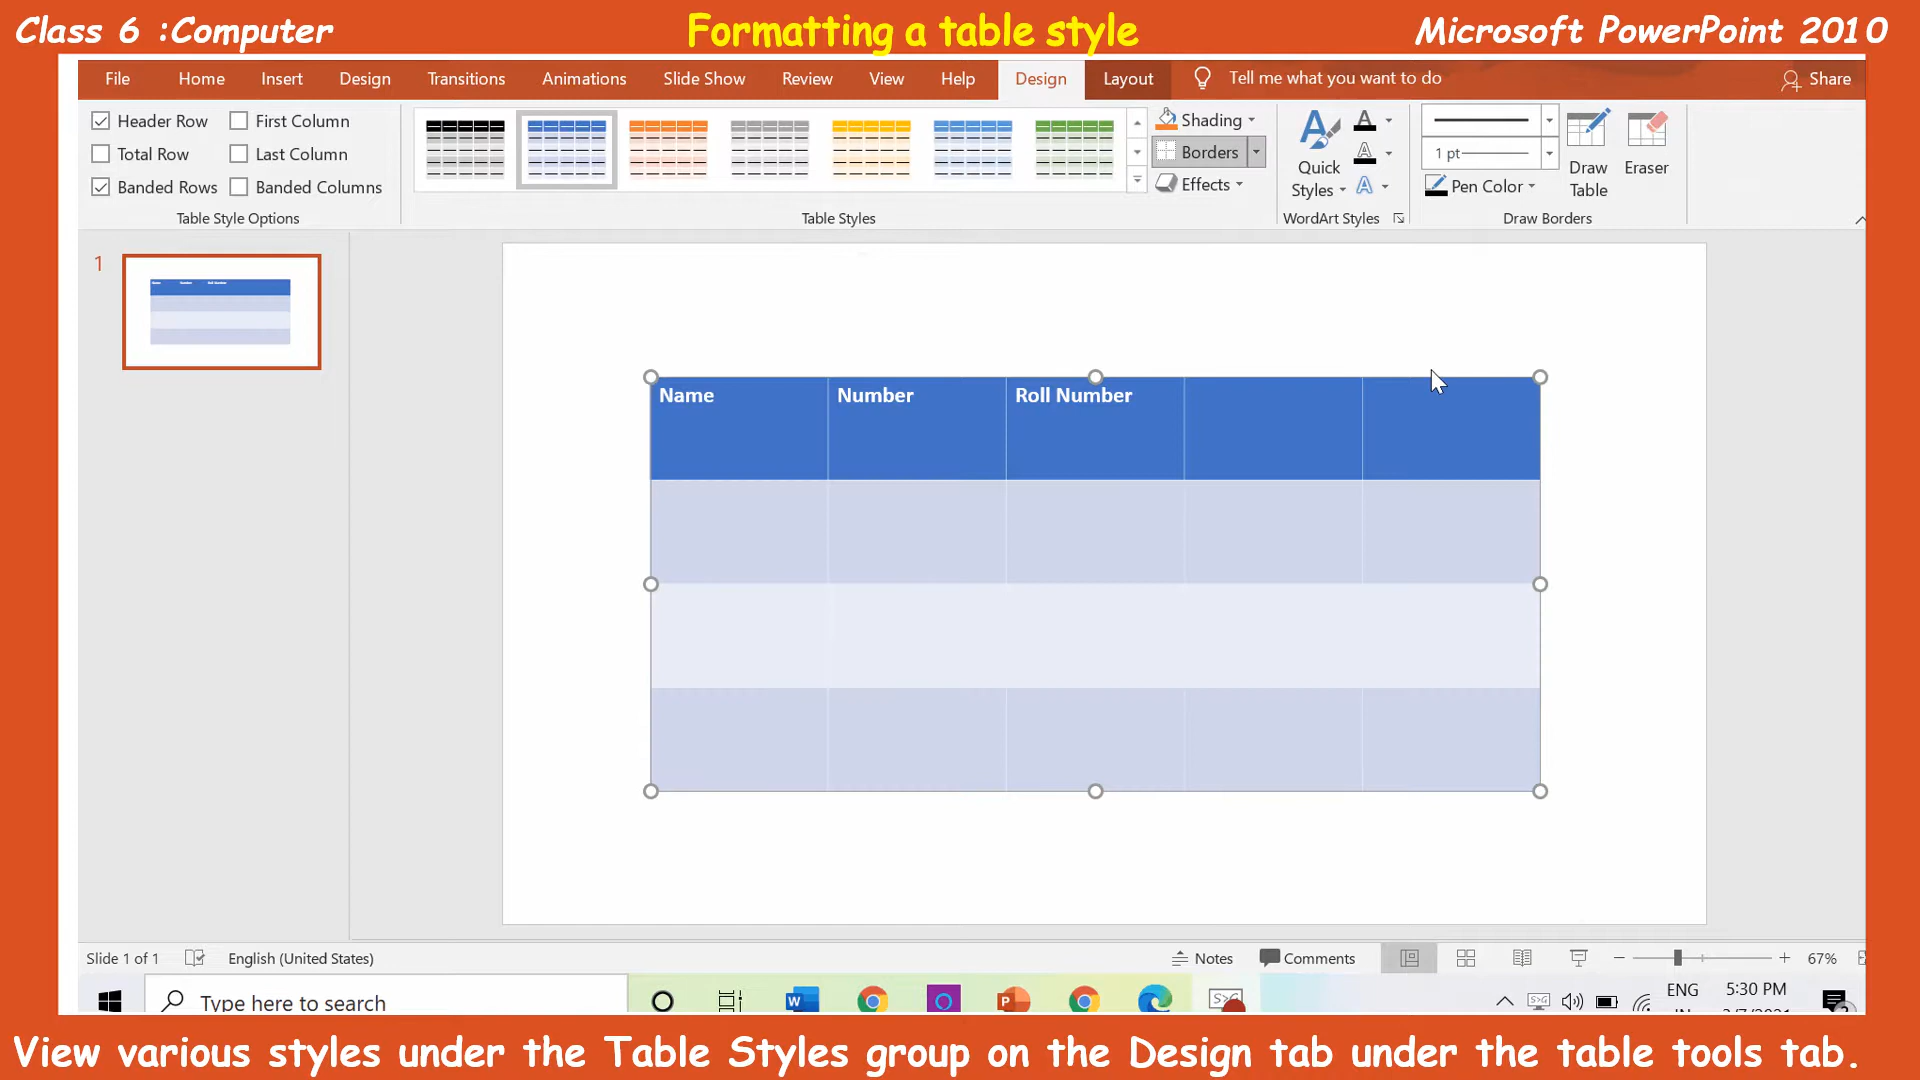 Class 6 :Computer
Formatting a table style
Microsoft PowerPoint 2010
File Home Insert Design Transitions Animations Slide Show Review View Help Design Layout Tell me what you want to do Share
Header Row First Column
Total Row Last Column
Banded Rows Banded Columns
Table Style Options
Table Styles
Shading
Borders
Effects
Quick
Styles
WordArt Styles
1 pt
Pen Color
Draw
Table
Eraser
Draw Borders
1
Name Number Roll Number
Name Number Roll Number
Slide 1 of 1 English (United States) Notes Comments 67%
Type here to search
ENG
5:30 PM
View various styles under the Table Styles group on the Design tab under the table tools tab.